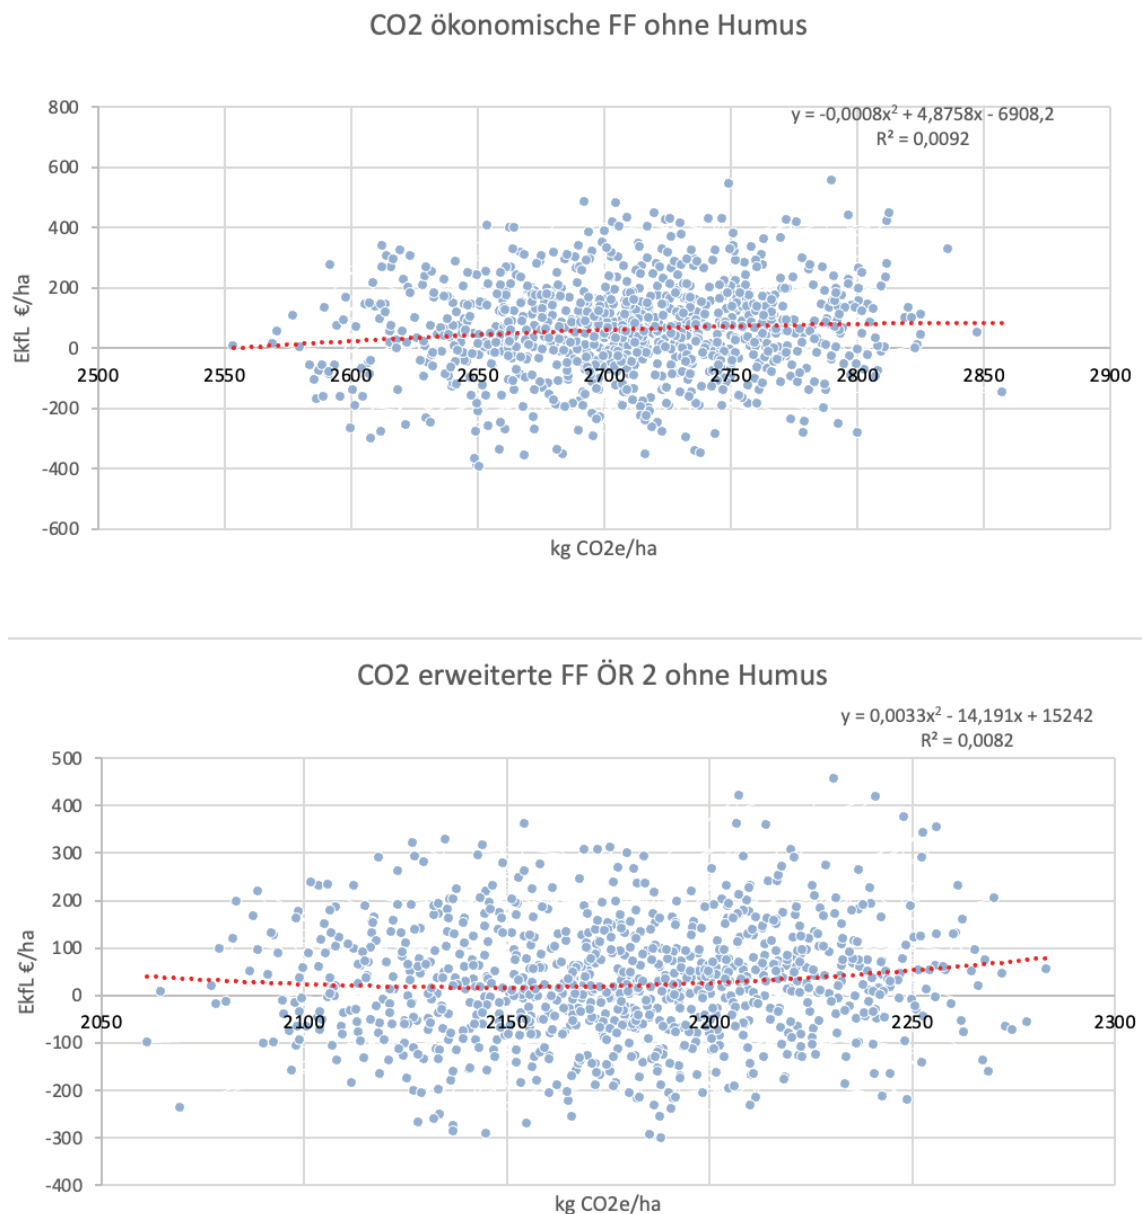 CO2 ökonomische FF ohne Humus
y = -0,0008x² + 4,8758x - 6908,2
R² = 0,0092
800
600
400
200
0
-200
-400
-600
EkfL €/ha
2500 2550 2600 2650 2700 2750 2800 2850 2900
kg CO2e/ha
CO2 erweiterte FF ÖR 2 ohne Humus
y = 0,0033x² - 14,191x + 15242
R² = 0,0082
500
400
300
200
100
0
-100
-200
-300
-400
EkfL €/ha
2050 2100 2150 2200 2250 2300
kg CO2e/ha